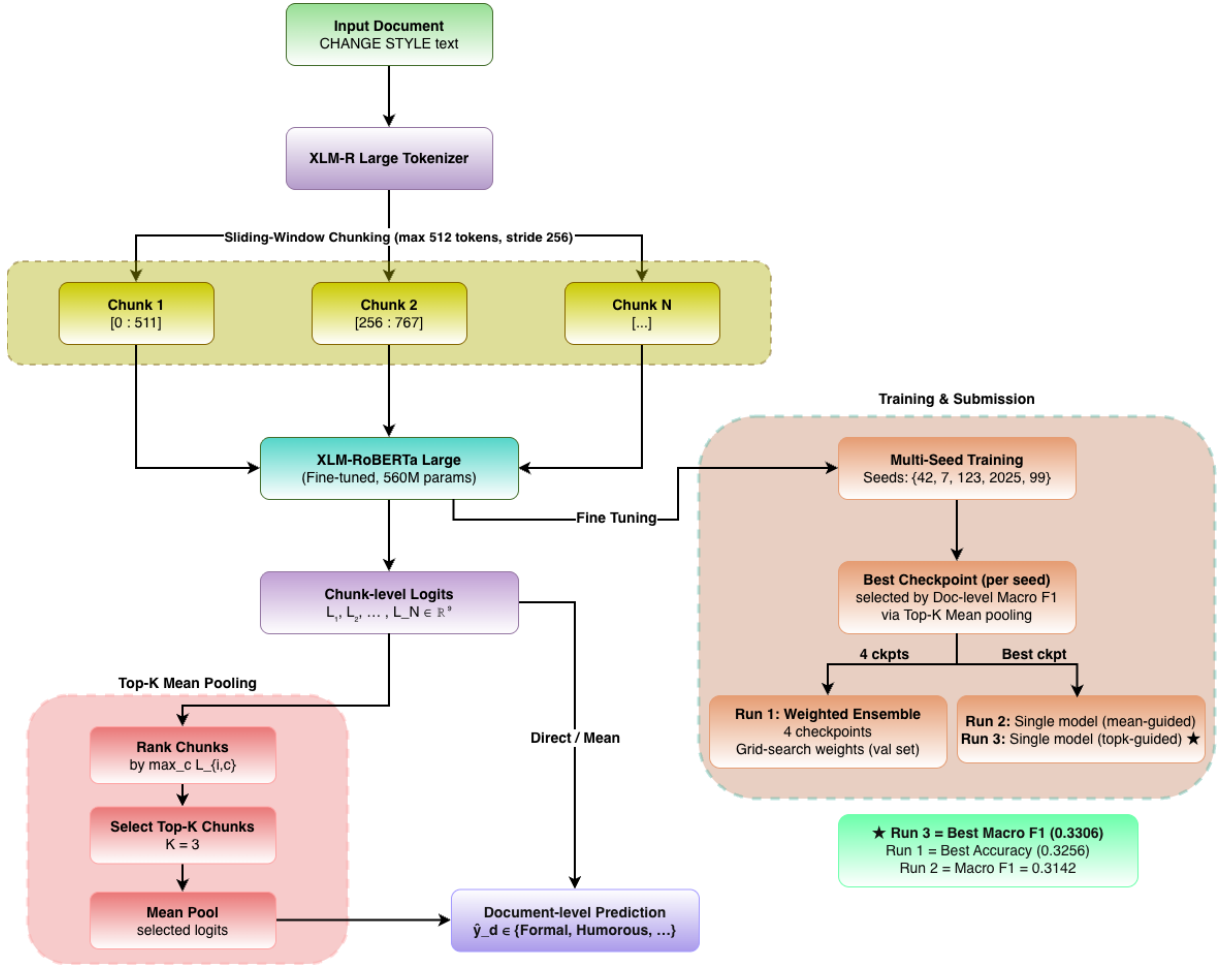 Input Document
CHANGE STYLE text
XLM-R Large Tokenizer
Sliding-Window Chunking (max 512 tokens, stride 256)
Chunk 1
[0 : 511]
Chunk 2
[256 : 767]
Chunk N
[...]
XLM-RoBERTa Large
(Fine-tuned, 560M params)
Fine Tuning
Chunk-level Logits
L₁, L₂, … , L_N ∈ ℝ⁹
Direct / Mean
Top-K Mean Pooling
Rank Chunks
by max_c L_{i,c}
Select Top-K Chunks
K = 3
Mean Pool
selected logits
Document-level Prediction
ŷ_d ∈ {Formal, Humorous, …}
Training & Submission
Multi-Seed Training
Seeds: {42, 7, 123, 2025, 99}
Best Checkpoint (per seed)
selected by Doc-level Macro F1
via Top-K Mean pooling
4 ckpts
Best ckpt
Run 1: Weighted Ensemble
4 checkpoints
Grid-search weights (val set)
Run 2: Single model (mean-guided)
Run 3: Single model (topk-guided) ★
★ Run 3 = Best Macro F1 (0.3306)
Run 1 = Best Accuracy (0.3256)
Run 2 = Macro F1 = 0.3142